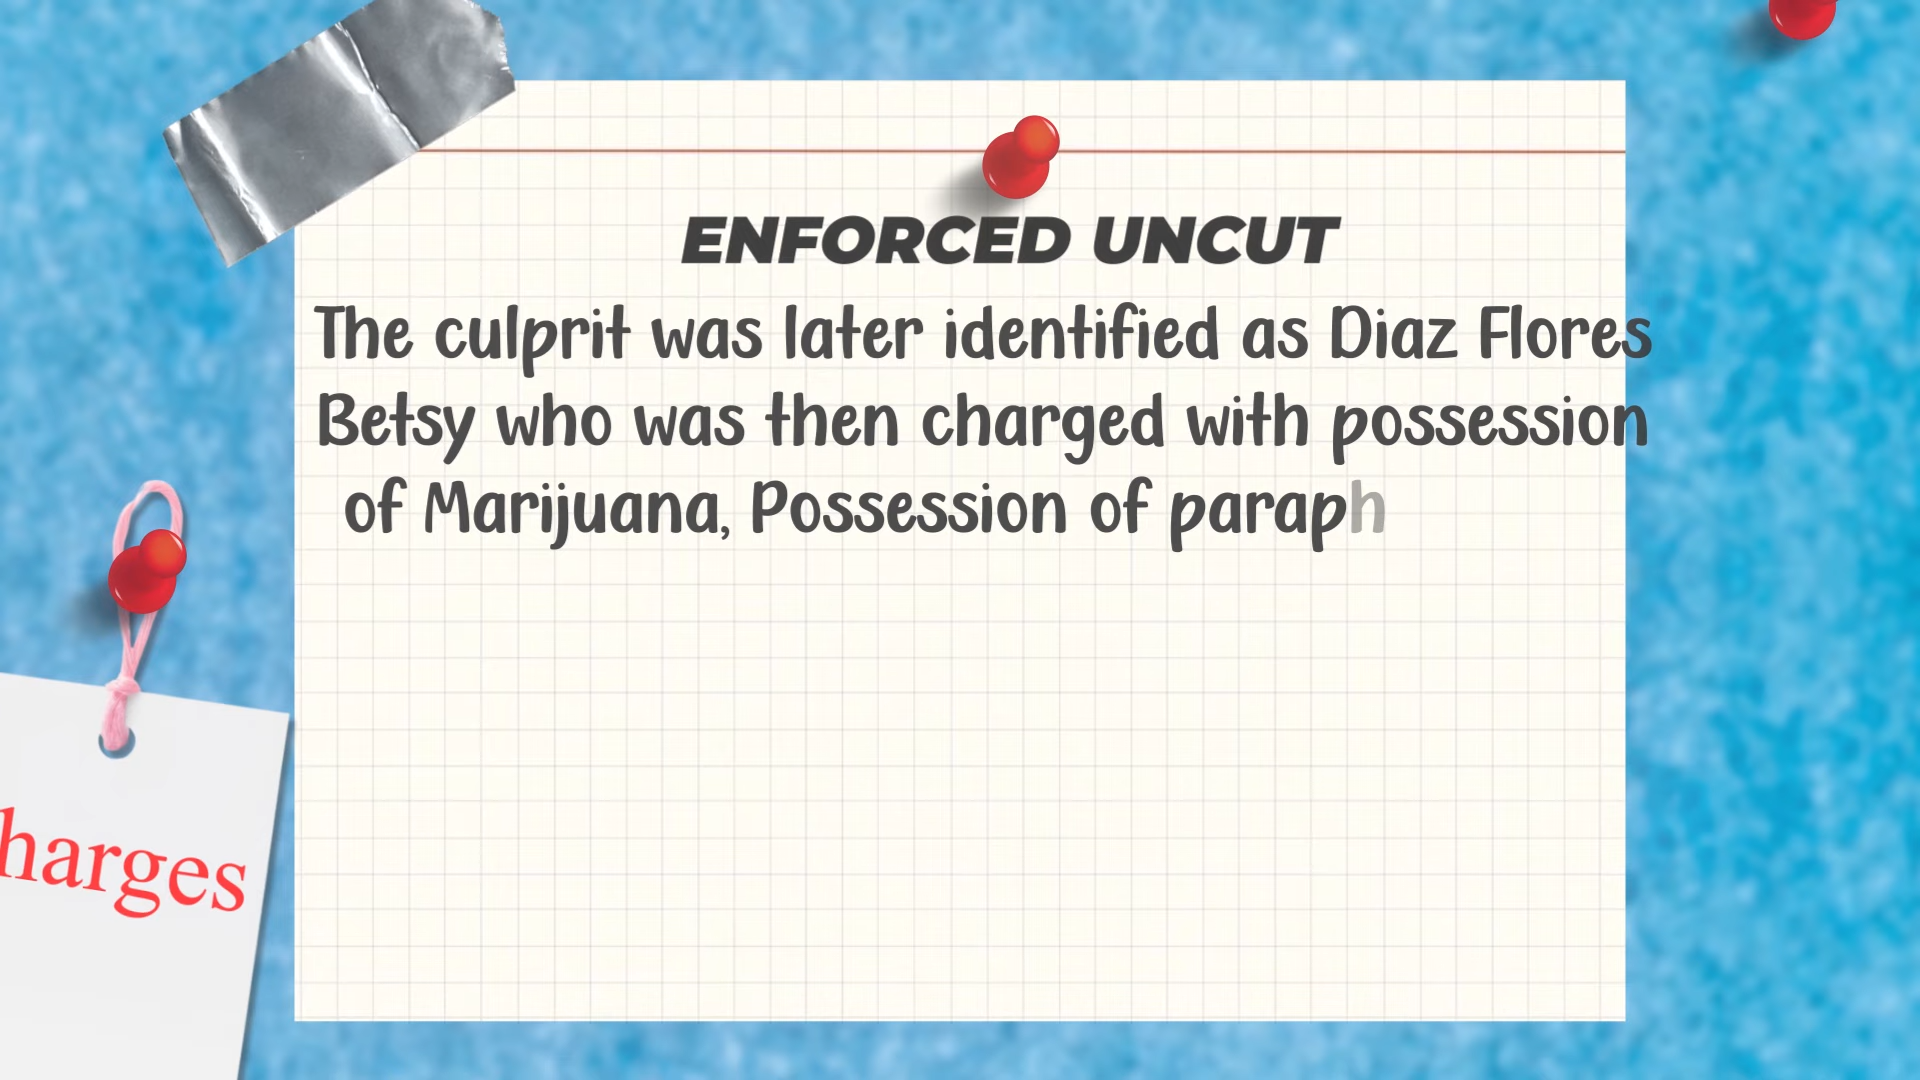 ENFORCED UNCUT
The culprit was later identified as Diaz Flores
Betsy who was then charged with possession
of Marijuana, Possession of paraph
harges